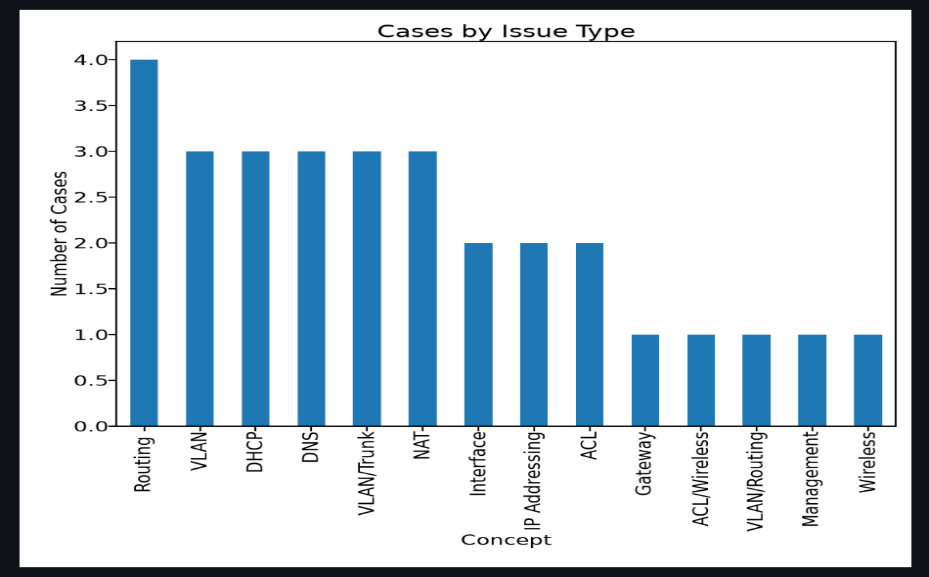 Cases by Issue Type
Number of Cases
4.0
3.5
3.0
2.5
2.0
1.5
1.0
0.5
0.0
Routing
VLAN
DHCP
DNS
VLAN/Trunk
NAT
Interface
IP Addressing
ACL
Gateway
ACL/Wireless
VLAN/Routing
Management
Wireless
Concept